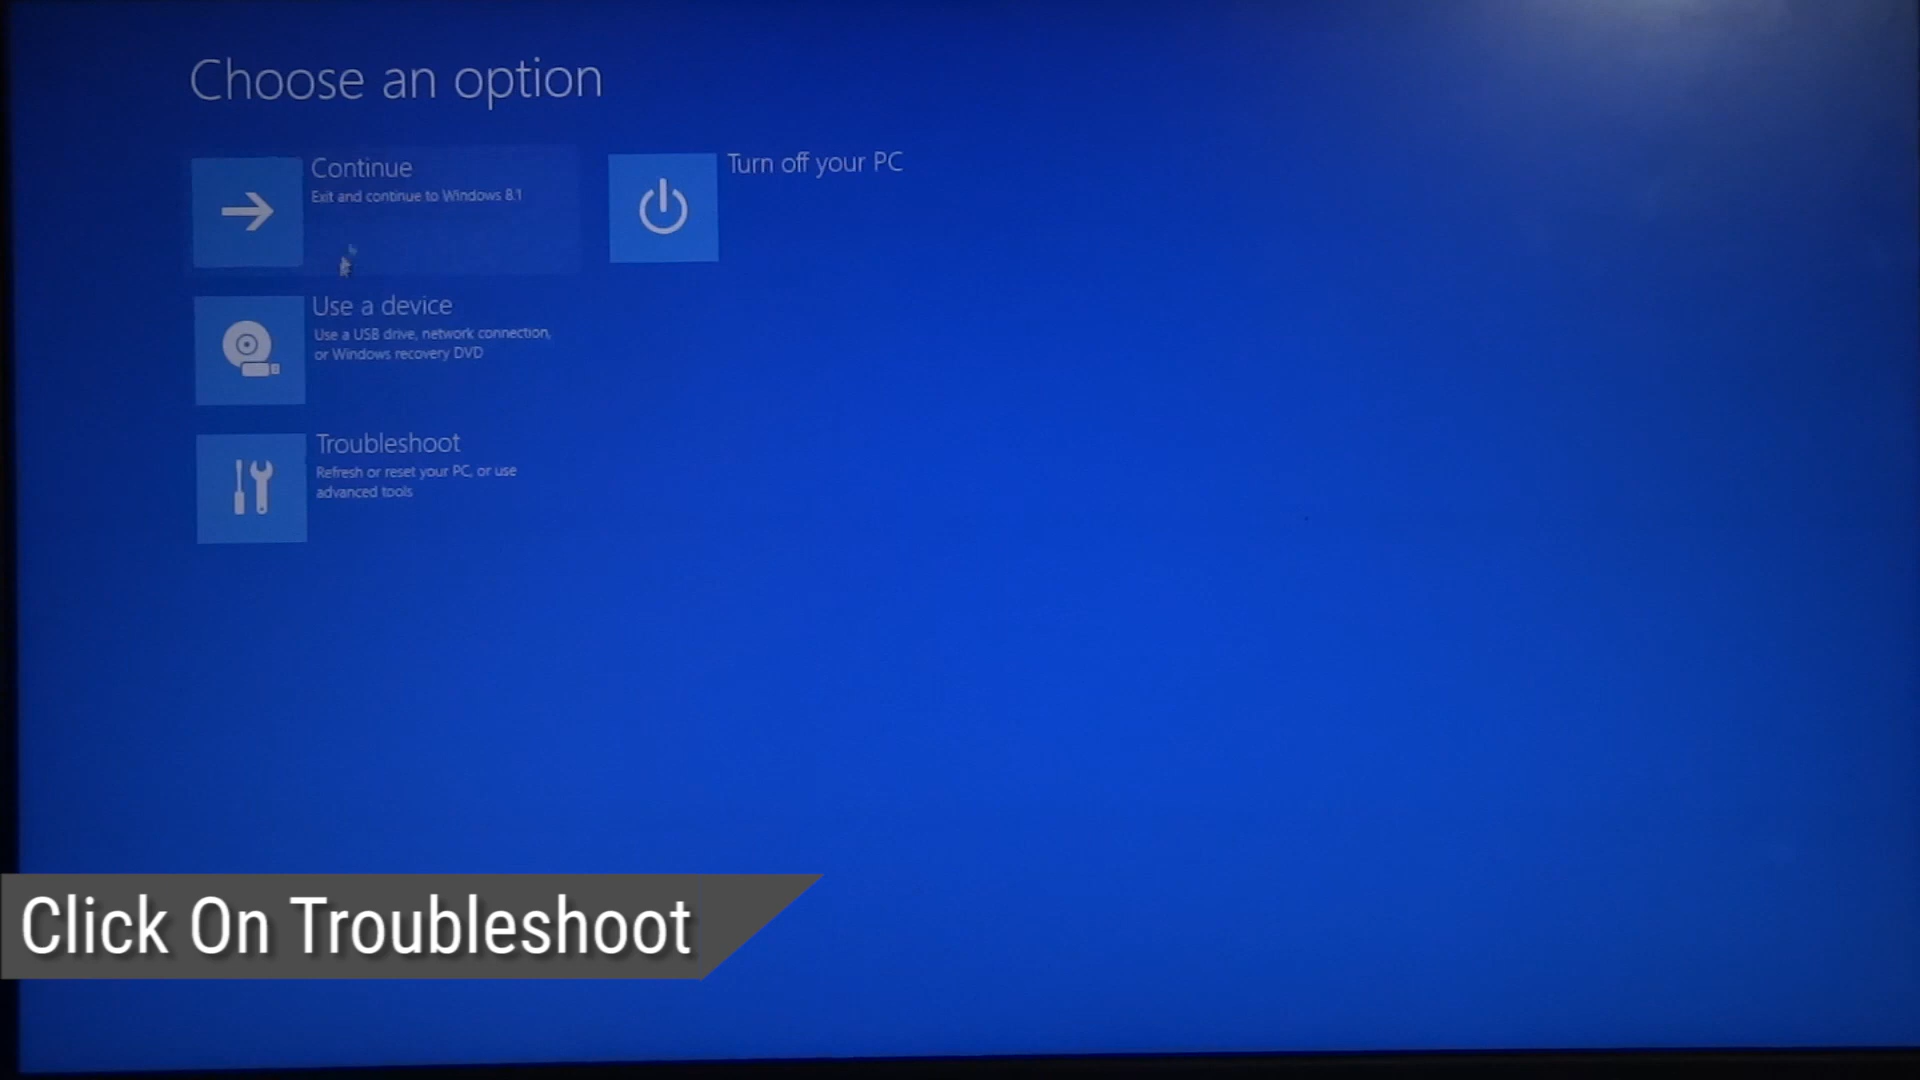 Choose an option
Continue
Exit and continue to Windows 8.1
Turn off your PC
Use a device
Use a USB drive, network connection,
or Windows recovery DVD
Troubleshoot
Refresh or reset your PC, or use
advanced tools
Click On Troubleshoot